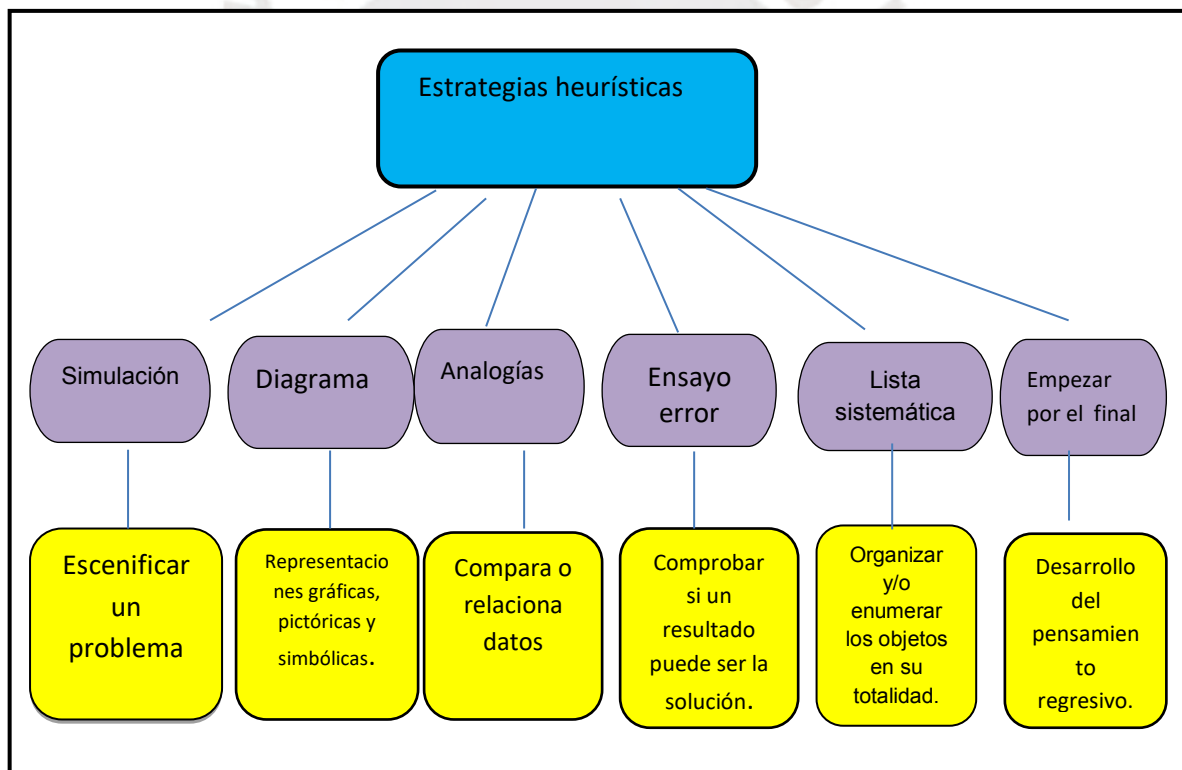 Estrategias heurísticas
Simulación
Diagrama
Analogías
Ensayo
error
Lista
sistemática
Empezar
por el final
Escenificar
un
problema
Representacio
nes gráficas,
pictóricas y
simbólicas.
Compara o
relaciona
datos
Comprobar
si un
resultado
puede ser la
solución.
Organizar
y/o
enumerar
los objetos
en su
totalidad.
Desarrollo
del
pensamien
to
regresivo.